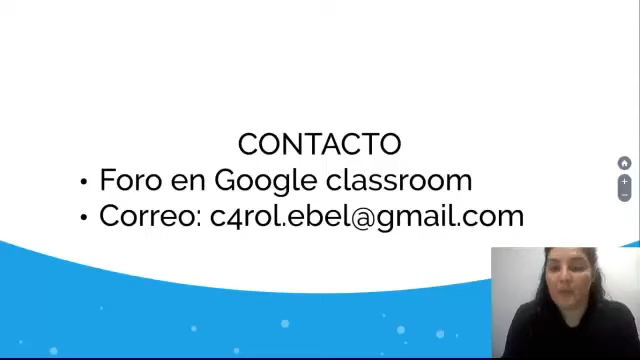 CONTACTO
• Foro en Google classroom
• Correo: c4rol.ebel@gmail.com